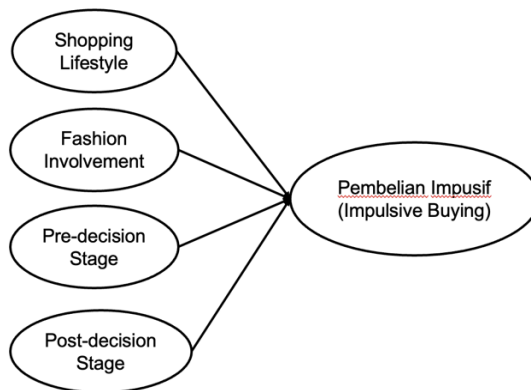 Shopping
Lifestyle
Fashion
Involvement
Pre-decision
Stage
Post-decision
Stage
Pembelian Impusif
(Impulsive Buying)